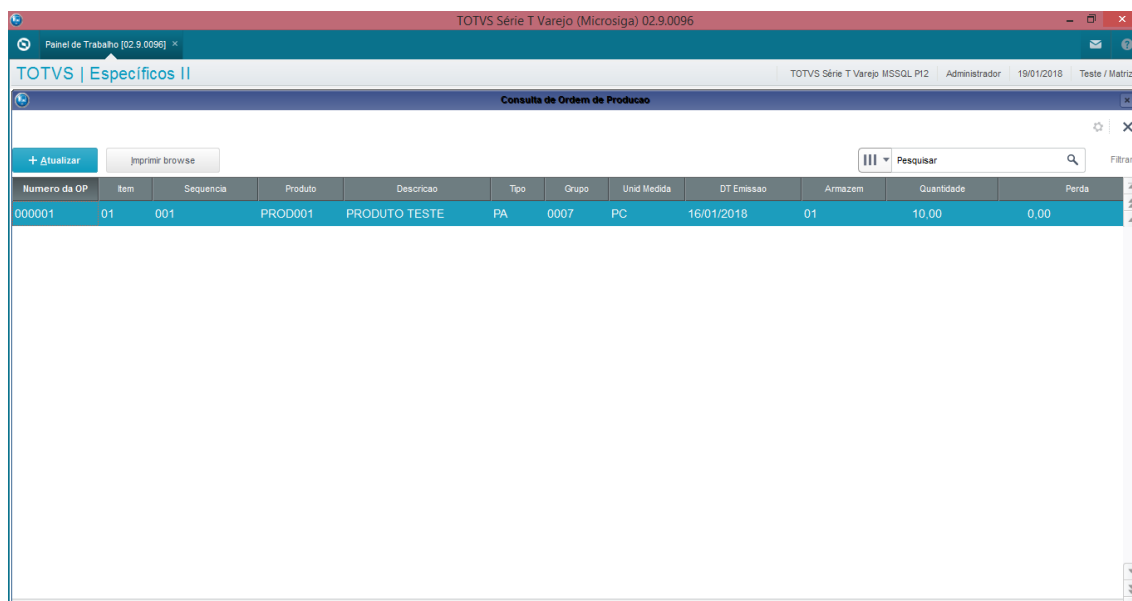 TOTVS Série T Varejo (Microsiga) 02.9.0096
Painel de Trabalho [02.9.0096]
TOTVS | Específicos II TOTVS Série T Varejo MSSQL P12 Administrador 19/01/2018 Teste / Matriz
Consulta de Ordem de Producao
+ Atualizar Imprimir browse Pesquisar Filtrar
Numero da OP Item Sequencia Produto Descricao Tipo Grupo Unid Medida DT Emissao Armazem Quantidade Perda
000001 01 001 PROD001 PRODUTO TESTE PA 0007 PC 16/01/2018 01 10,00 0,00